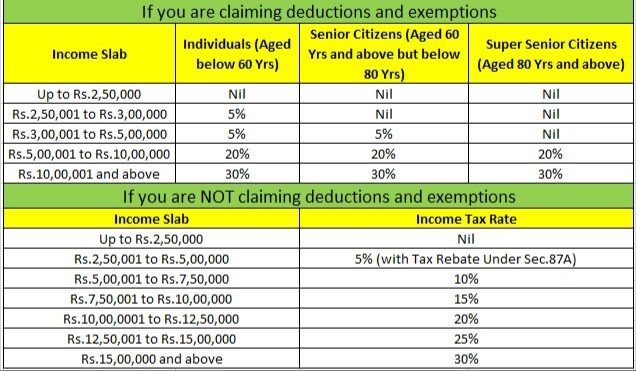 If you are claiming deductions and exemptions
Income Slab Individuals (Aged below 60 Yrs) Senior Citizens (Aged 60 Yrs and above but below 80 Yrs) Super Senior Citizens (Aged 80 Yrs and above)
Up to Rs.2,50,000 Nil Nil Nil
Rs.2,50,001 to Rs.3,00,000 5% Nil Nil
Rs.3,00,001 to Rs.5,00,000 5% 5% Nil
Rs.5,00,001 to Rs.10,00,000 20% 20% 20%
Rs.10,00,001 and above 30% 30% 30%
If you are NOT claiming deductions and exemptions
Income Slab Income Tax Rate
Up to Rs.2,50,000 Nil
Rs.2,50,001 to Rs.5,00,000 5% (with Tax Rebate Under Sec.87A)
Rs.5,00,001 to Rs.7,50,000 10%
Rs.7,50,001 to Rs.10,00,000 15%
Rs.10,00,0001 to Rs.12,50,000 20%
Rs.12,50,001 to Rs.15,00,000 25%
Rs.15,00,000 and above 30%